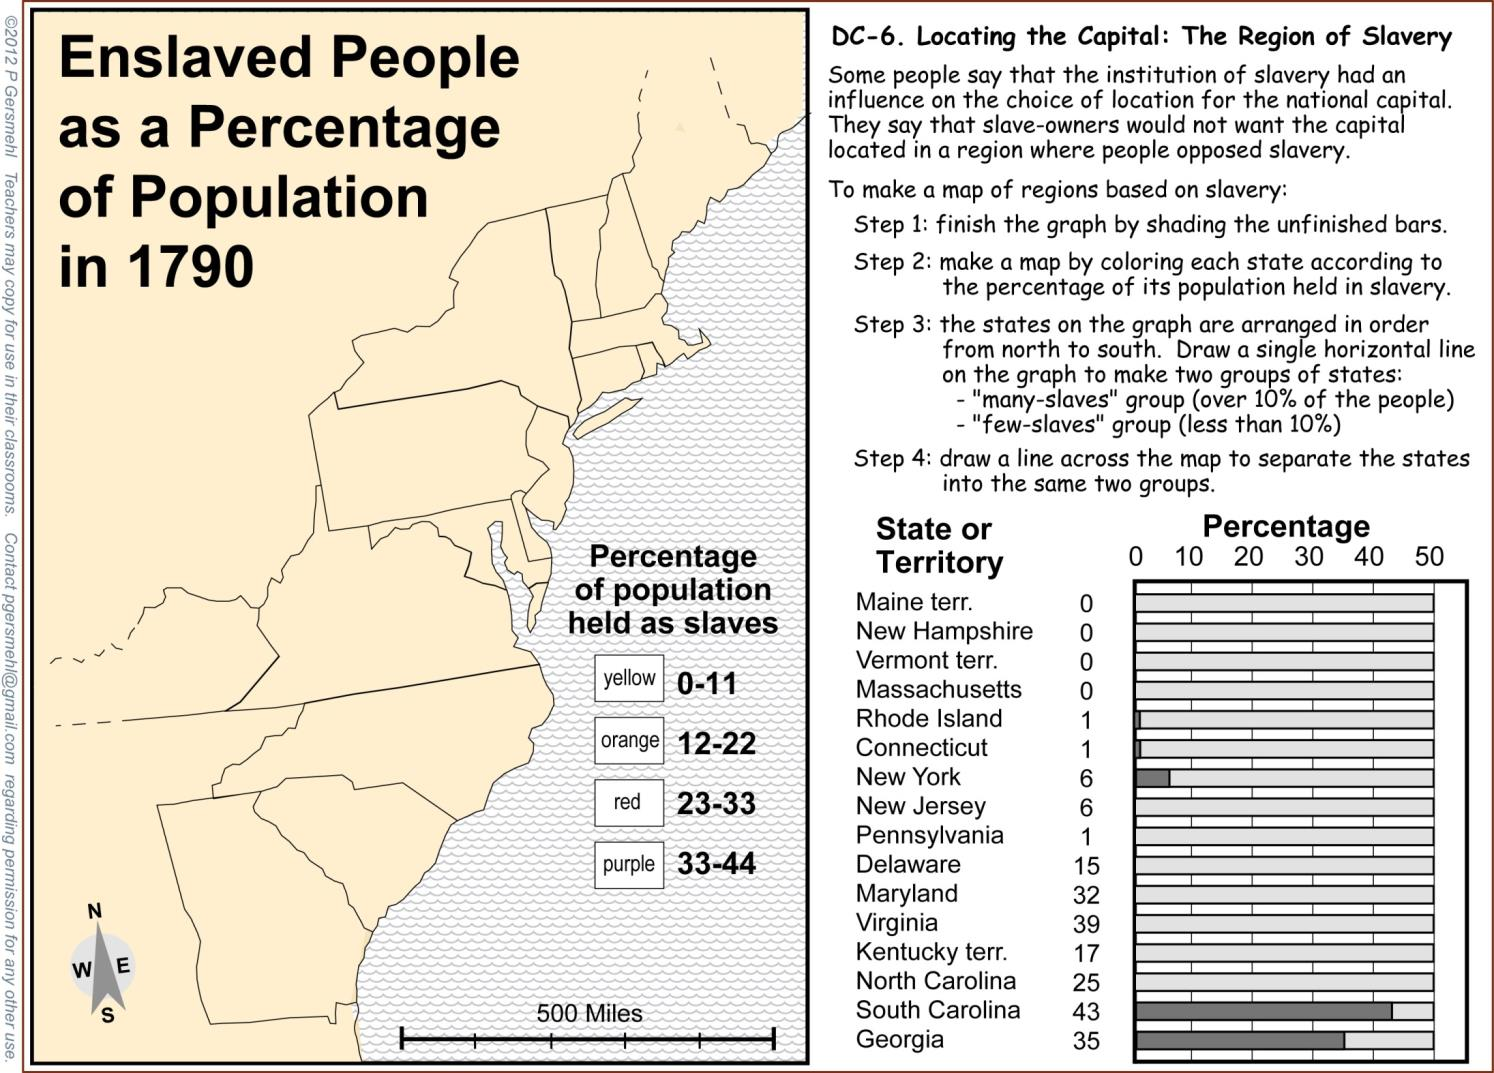 Enslaved People
as a Percentage
of Population
in 1790
©2012 P Gersmehl Teachers may copy for use in their classrooms. Contact pgersmehl@gmail.com regarding permission for any other use.
Percentage
of population
held as slaves
yellow 0-11
orange 12-22
red 23-33
purple 33-44
N
W E
S
500 Miles
DC-6. Locating the Capital: The Region of Slavery
Some people say that the institution of slavery had an
influence on the choice of location for the national capital.
They say that slave-owners would not want the capital
located in a region where people opposed slavery.
To make a map of regions based on slavery:
Step 1: finish the graph by shading the unfinished bars.
Step 2: make a map by coloring each state according to
the percentage of its population held in slavery.
Step 3: the states on the graph are arranged in order
from north to south. Draw a single horizontal line
on the graph to make two groups of states:
- "many-slaves" group (over 10% of the people)
- "few-slaves" group (less than 10%)
Step 4: draw a line across the map to separate the states
into the same two groups.
State or
Territory
Percentage
0 10 20 30 40 50
Maine terr. 0
New Hampshire 0
Vermont terr. 0
Massachusetts 0
Rhode Island 1
Connecticut 1
New York 6
New Jersey 6
Pennsylvania 1
Delaware 15
Maryland 32
Virginia 39
Kentucky terr. 17
North Carolina 25
South Carolina 43
Georgia 35